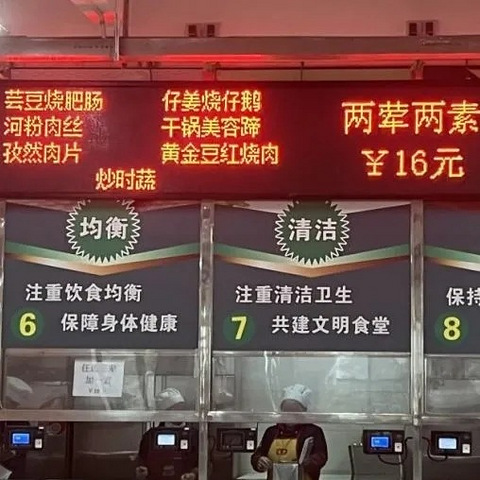 芸豆烧肥肠
河粉肉丝
孜然肉片
炒时蔬
仔姜烧仔鹅
干锅美容蹄
黄金豆红烧肉
两荤两素
￥16元
均衡
注重饮食均衡
6 保障身体健康
清洁
注重清洁卫生
7 共建文明食堂
保持
8